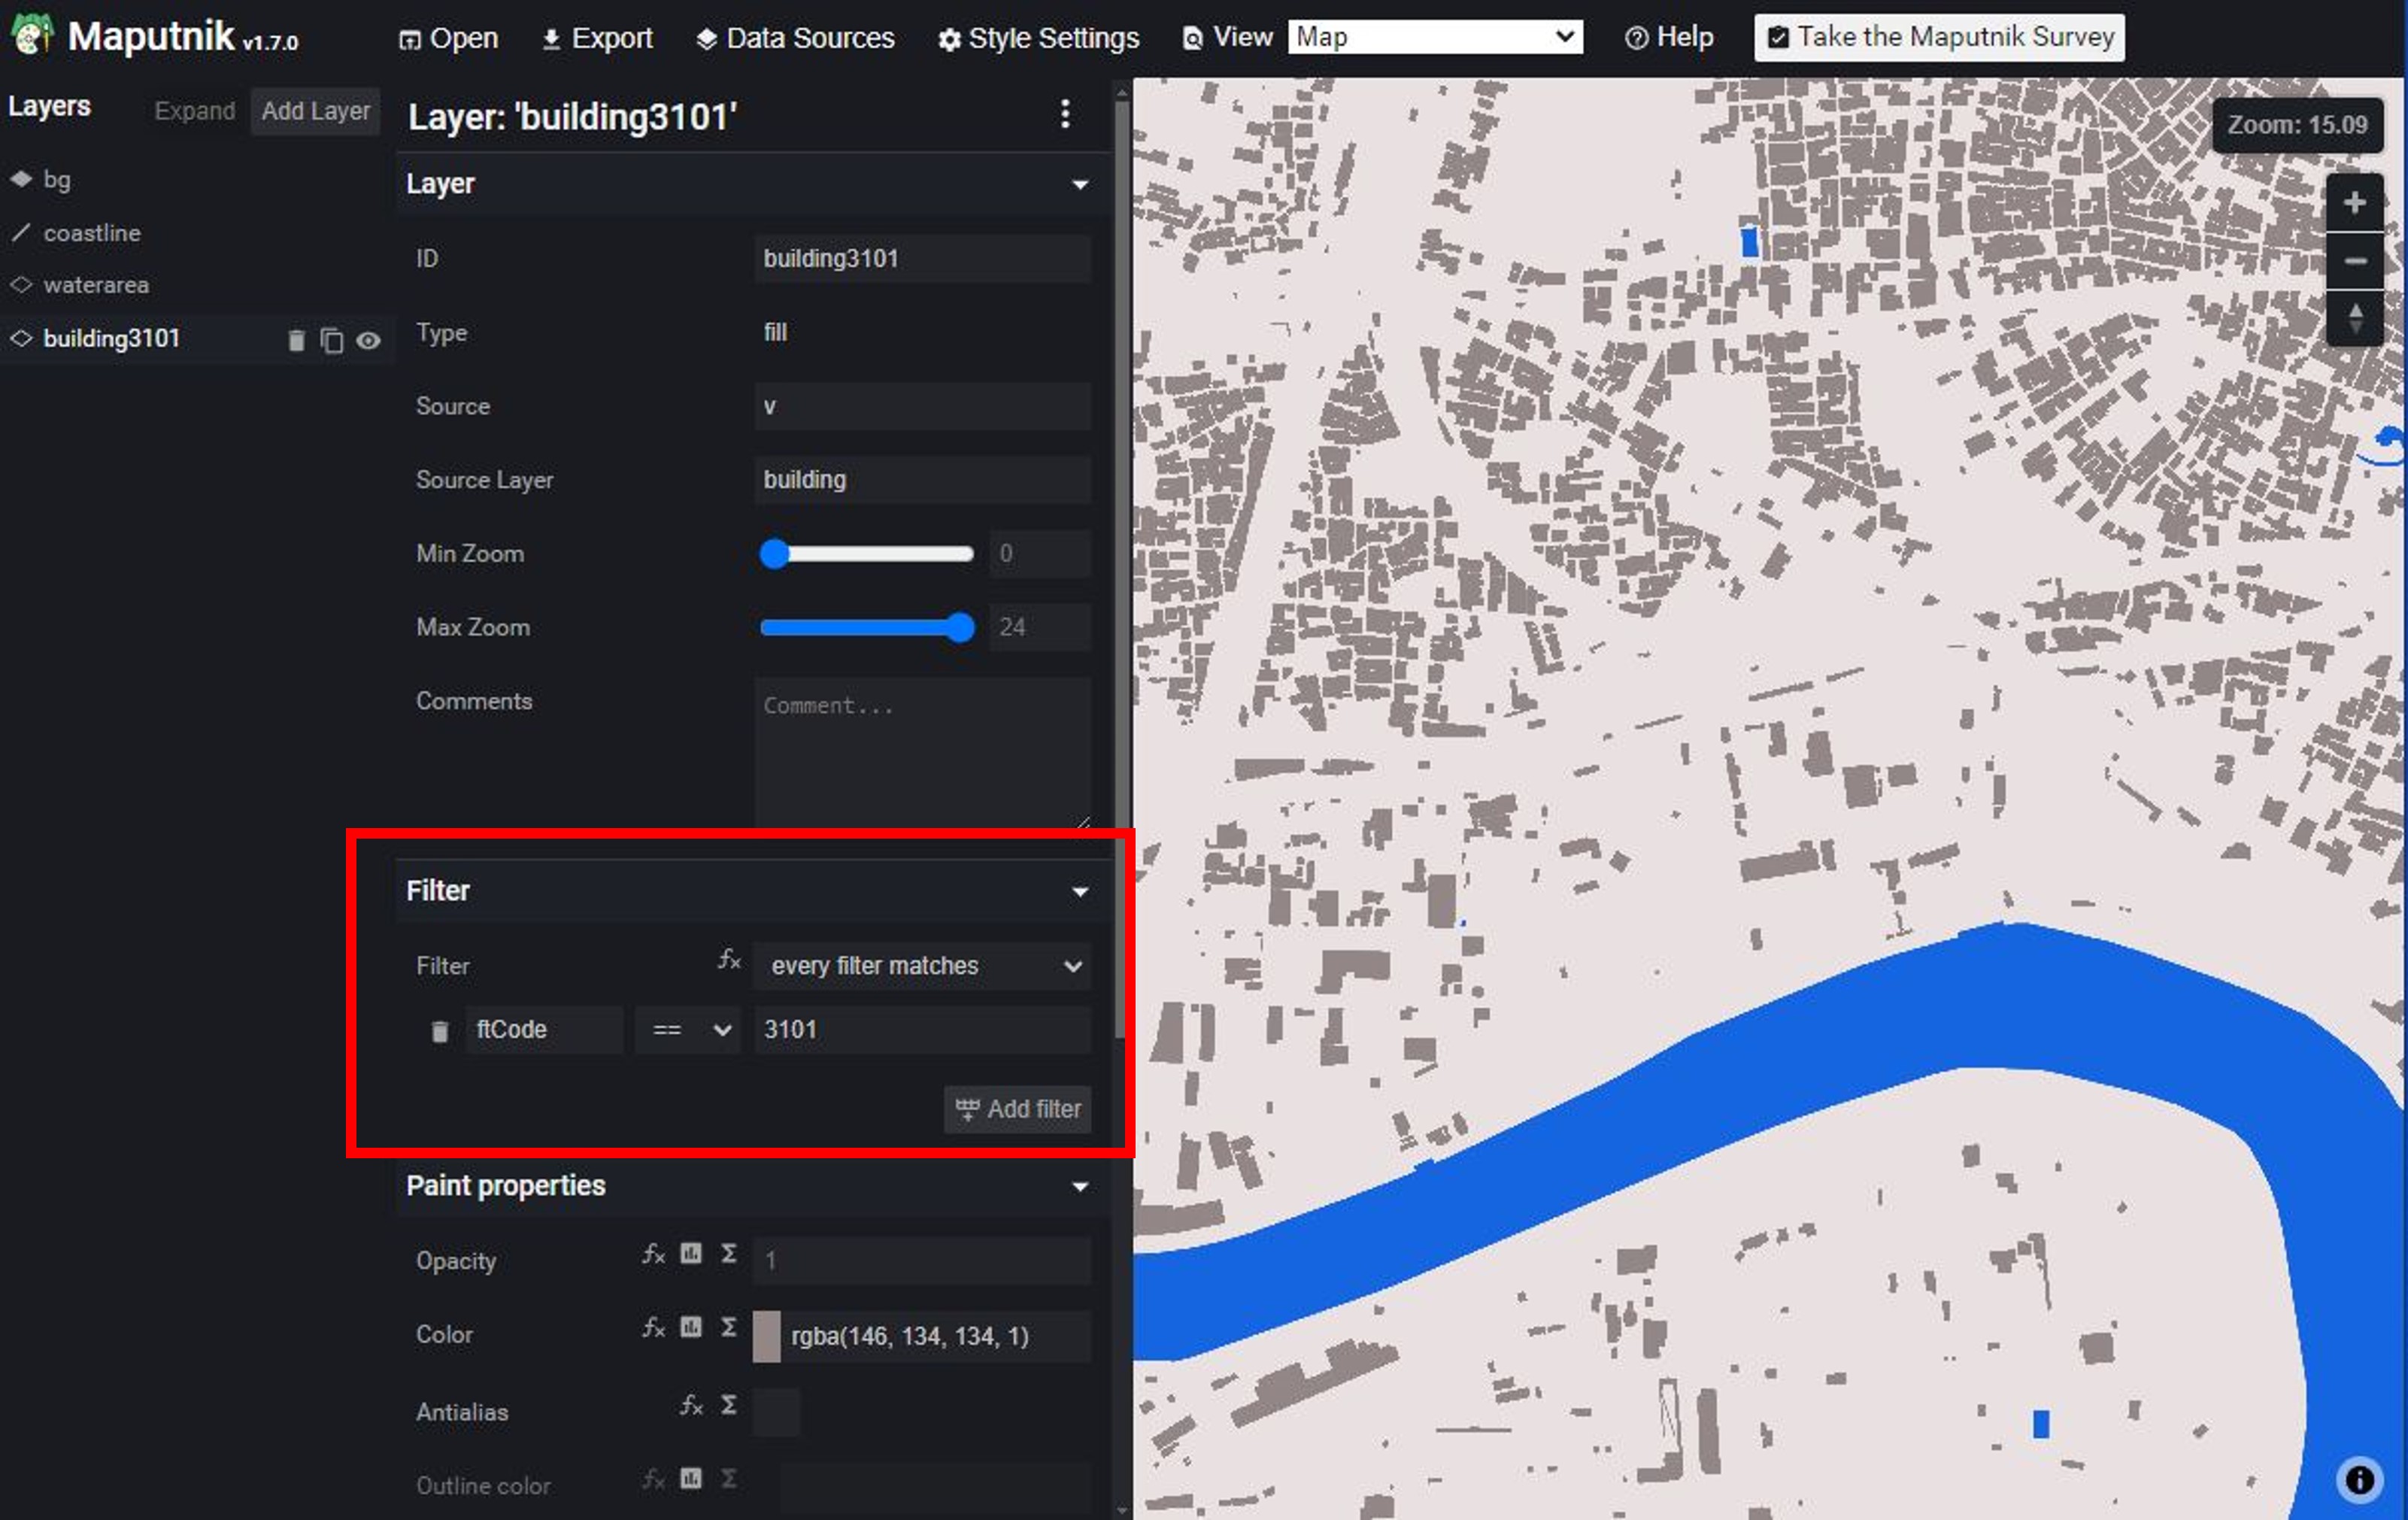 Maputnik v1.7.0
Open
Export
Data Sources
Style Settings
View
Map
Help
Take the Maputnik Survey
Layers
Expand
Add Layer
bg
coastline
waterarea
building3101
Layer: 'building3101'
Layer
ID
building3101
Type
fill
Source
v
Source Layer
building
Min Zoom
0
Max Zoom
24
Comments
Comment...
Filter
Filter
every filter matches
ftCode
==
3101
Add filter
Paint properties
Opacity
1
Color
rgba(146, 134, 134, 1)
Antialias
Outline color
Zoom: 15.09